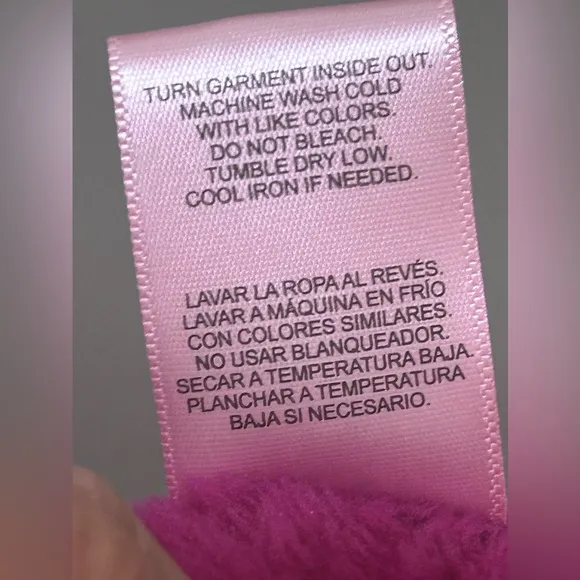 TURN GARMENT INSIDE OUT.
MACHINE WASH COLD
WITH LIKE COLORS.
DO NOT BLEACH.
TUMBLE DRY LOW.
COOL IRON IF NEEDED.
LAVAR LA ROPA AL REVÉS.
LAVAR A MÁQUINA EN FRÍO
CON COLORES SIMILARES.
NO USAR BLANQUEADOR.
SECAR A TEMPERATURA BAJA.
PLANCHAR A TEMPERATURA
BAJA SI NECESARIO.